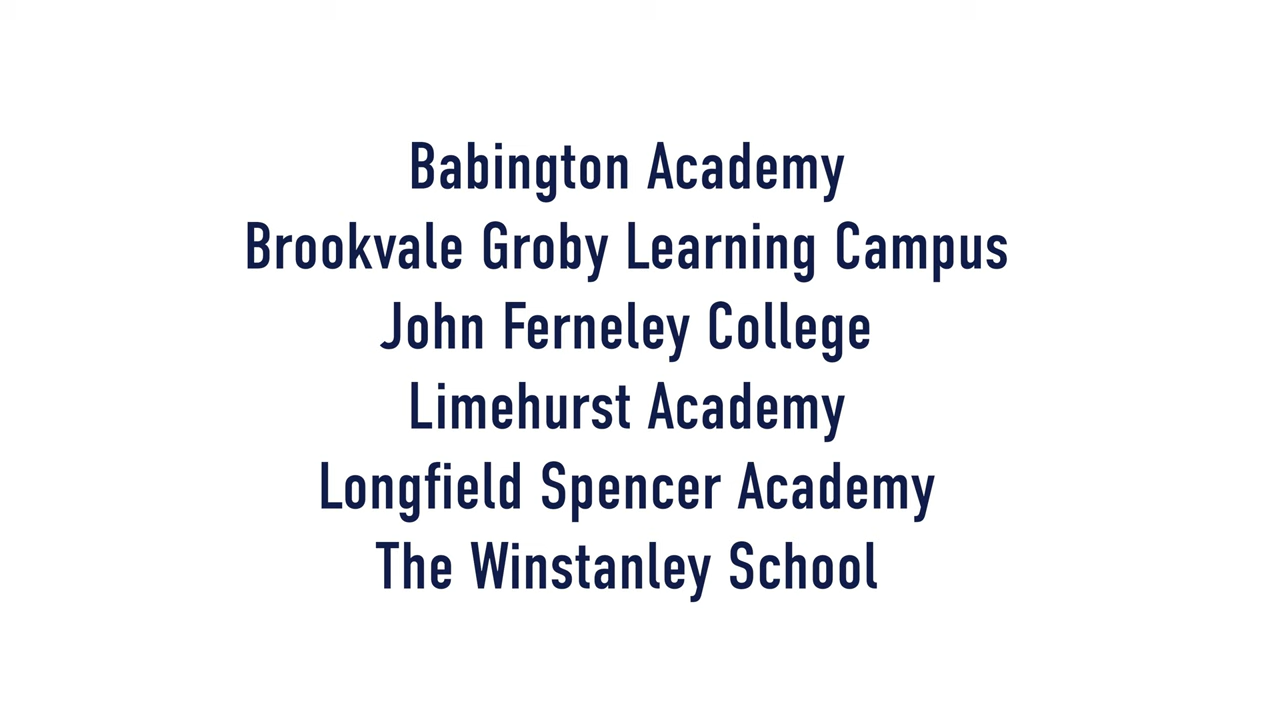 Babington Academy
Brookvale Groby Learning Campus
John Ferneley College
Limehurst Academy
Longfield Spencer Academy
The Winstanley School